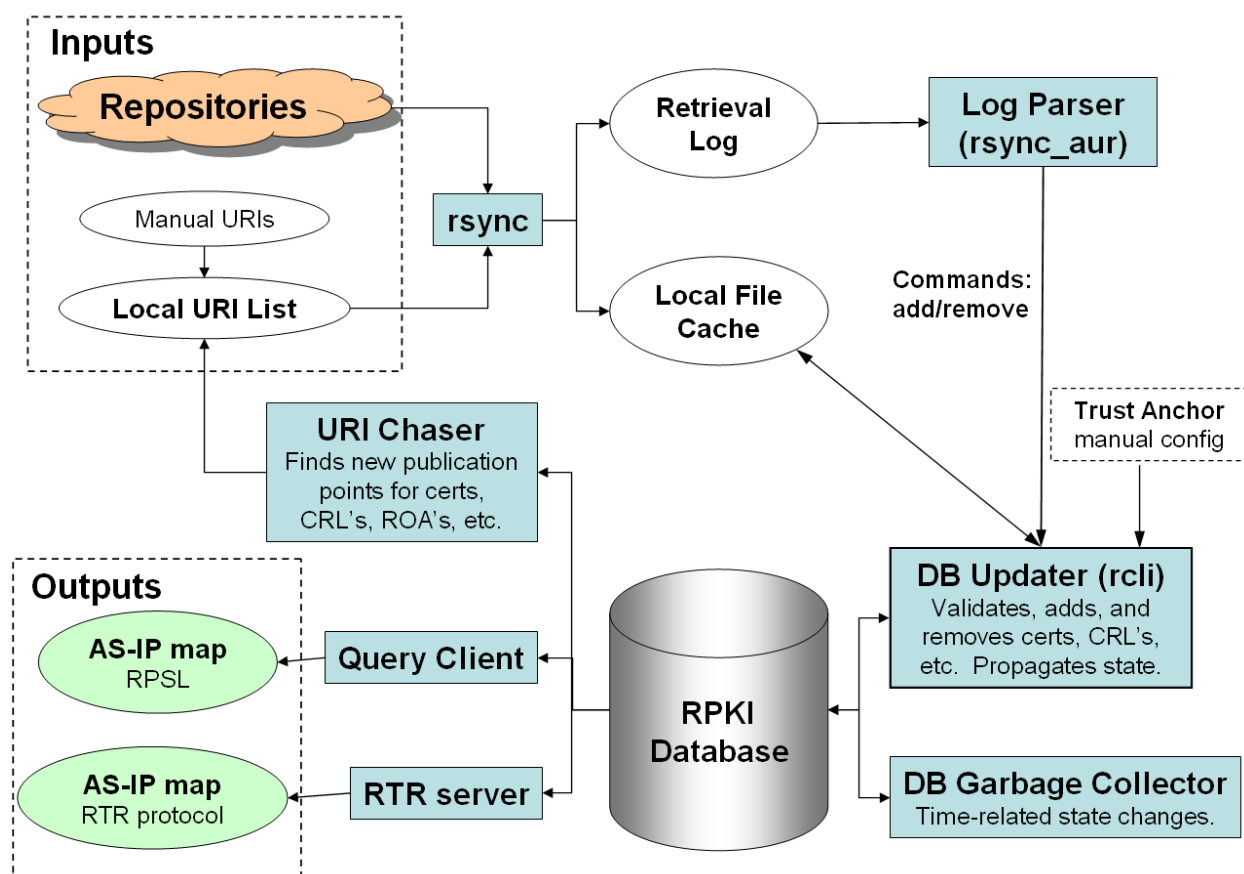 Inputs
Repositories
Manual URIs
Local URI List
rsync
Retrieval
Log
Local File
Cache
Log Parser
(rsync_aur)
Commands:
add/remove
Trust Anchor
manual config
URI Chaser
Finds new publication
points for certs,
CRL's, ROA's, etc.
DB Updater (rcli)
Validates, adds, and
removes certs, CRL's,
etc. Propagates state.
Outputs
AS-IP map
RPSL
Query Client
AS-IP map
RTR protocol
RTR server
RPKI
Database
DB Garbage Collector
Time-related state changes.